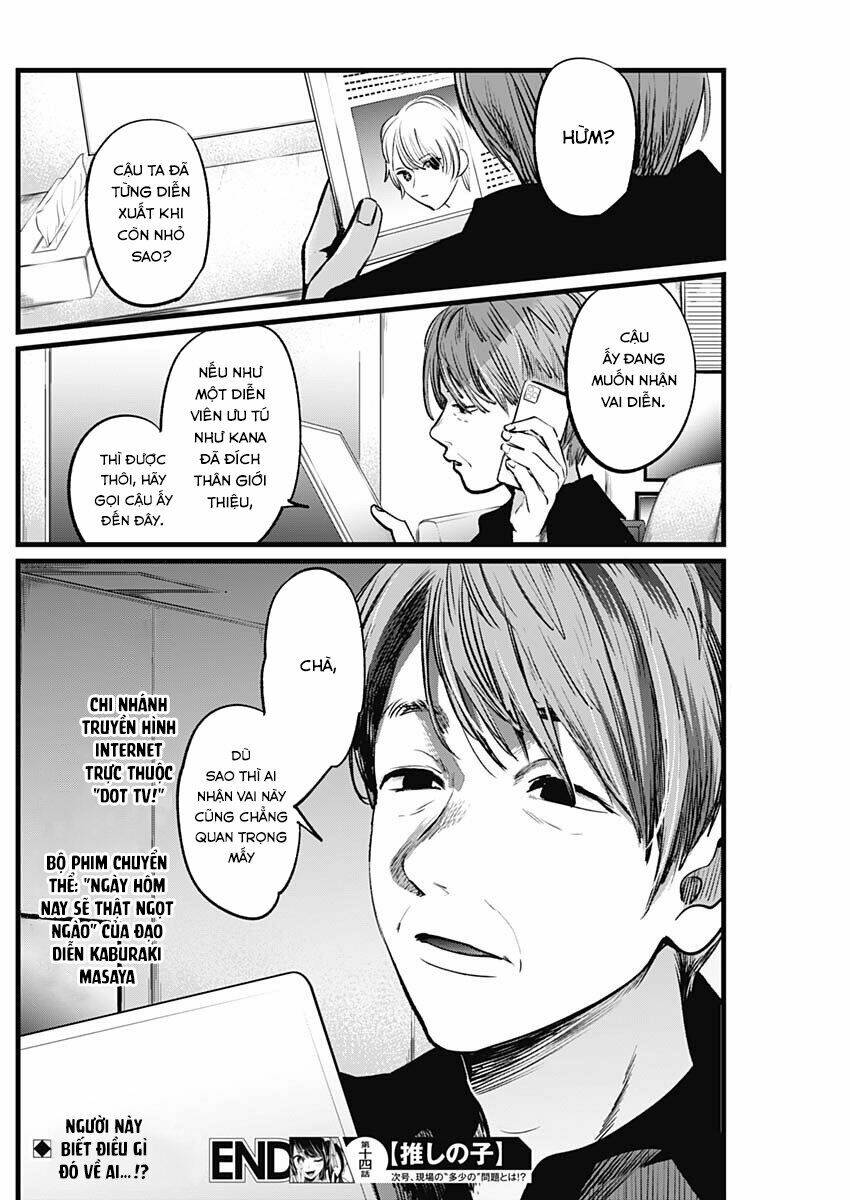 HỪM?
CẬU TA ĐÃ
TỪNG DIỄN
XUẤT KHI
CÒN NHỎ
SAO?
CẬU
ẤY ĐANG
MUỐN NHẬN
VAI DIỄN.
NẾU NHƯ
MỘT DIỄN
VIÊN ƯU TÚ
NHƯ KANA
ĐÃ ĐÍCH
THÂN GIỚI
THIỆU,
THÌ ĐƯỢC
THÔI, HÃY
GỌI CẬU ẤY
ĐẾN ĐÂY.
CHÀ,
DÙ
SAO THÌ AI
NHẬN VAI NÀY
CŨNG CHẲNG
QUAN TRỌNG
MẤY
CHI NHÁNH
TRUYỀN HÌNH
INTERNET
TRỰC THUỘC
"DOT TV!"
BỘ PHIM CHUYỂN
THỂ: "NGÀY HÔM
NAY SẼ THẬT NGỌT
NGÀO" CỦA ĐẠO
DIỄN KABURAKI
MASAYA
NGƯỜI NÀY
BIẾT ĐIỀU GÌ
ĐÓ VỀ AI...!?
END
第十四話
【推しの子】
次号、現場の"多少の"問題とは!?